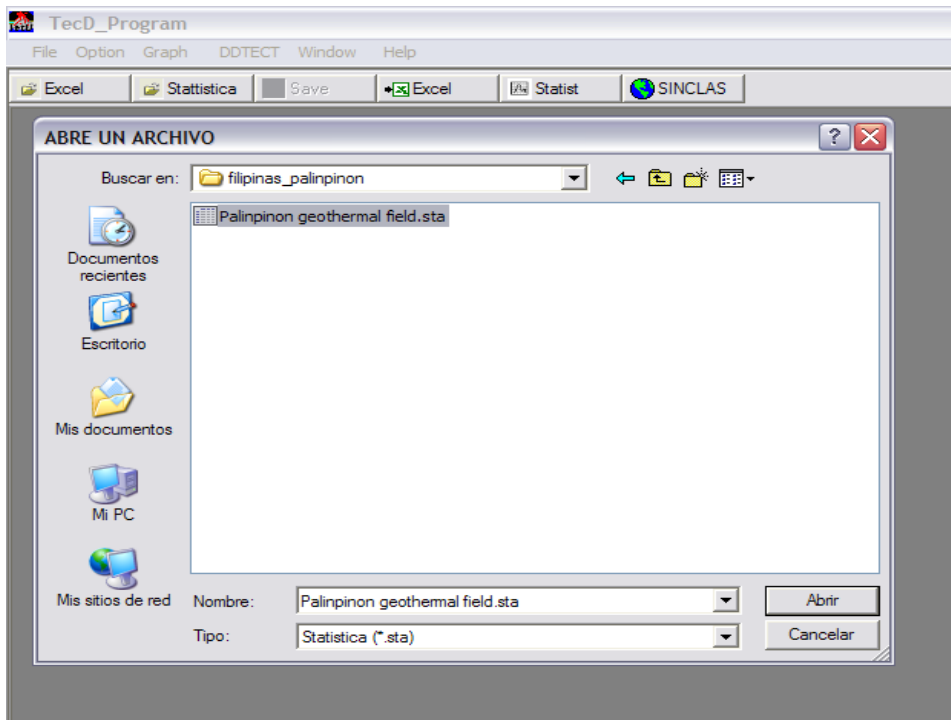 TecD_Program
File Option Graph DDTECT Window Help
Excel Stattistica Save Excel Statist SINCLAS
ABRE UN ARCHIVO
Buscar en: filipinas_palinpinon
Palinpinon geothermal field.sta
Documentos
recientes
Escritorio
Mis documentos
Mi PC
Mis sitios de red
Nombre: Palinpinon geothermal field.sta Abrir
Tipo: Statistica (*.sta) Cancelar